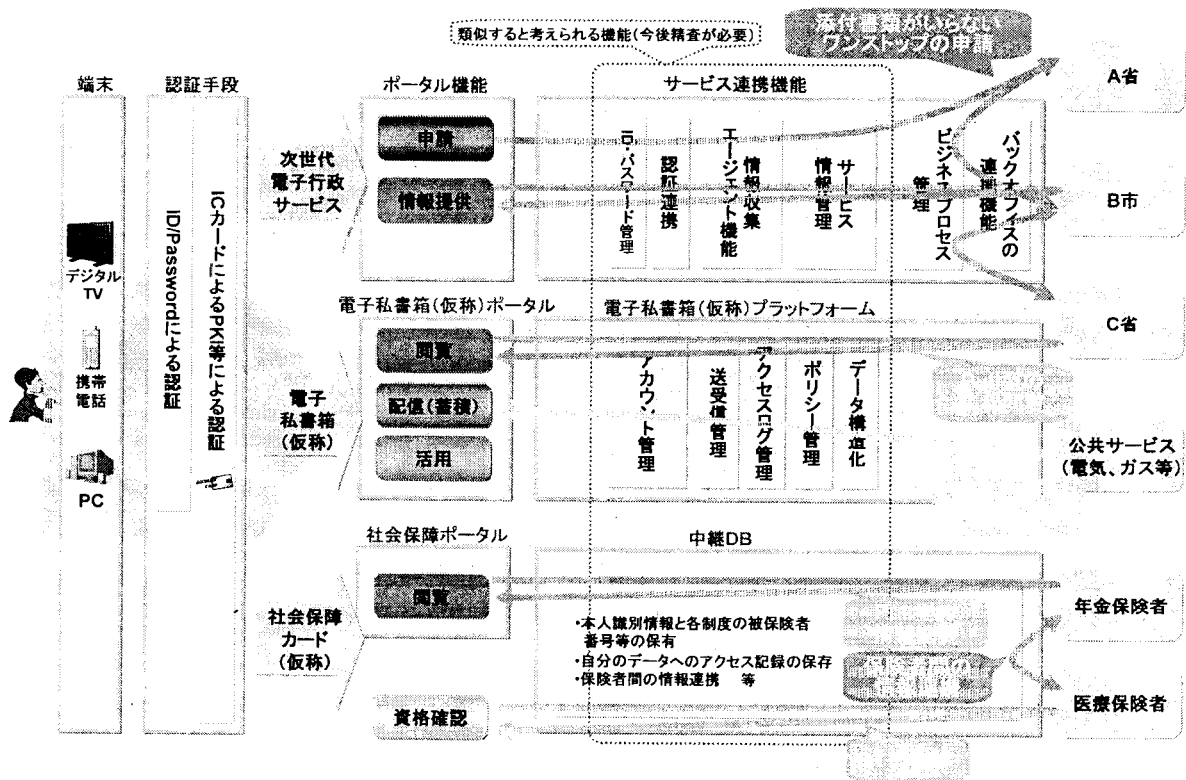 類似すると考えられる機能(今後精査が必要)
添付書類がいらない
ワンストップの申請
端末
認証手段
ポータル機能
サービス連携機能
A省
B市
C省
デジタル
TV
携帯
電話
PC
ID/Passwordによる認証
ICカードによるPKI等による認証
次世代
電子行政
サービス
申請
情報提供
ID・パスワード管理
認証連携
情報収集
エージェント機能
サービス
情報管理
ビジネスプロセス
管理
バックオフィスの
連携機能
電子私書箱(仮称)ポータル
電子私書箱(仮称)プラットフォーム
電子
私書箱
(仮称)
閲覧
配信(蓄積)
活用
アカウント管理
送受信管理
アクセスログ管理
ポリシー管理
データ構造化
公共サービス
(電気、ガス等)
社会保障ポータル
中継DB
社会保障
カード
(仮称)
閲覧
資格確認
・本人識別情報と各制度の被保険者
番号等の保有
・自分のデータへのアクセス記録の保存
・保険者間の情報連携 等
保険者間の
情報連携
年金保険者
医療保険者